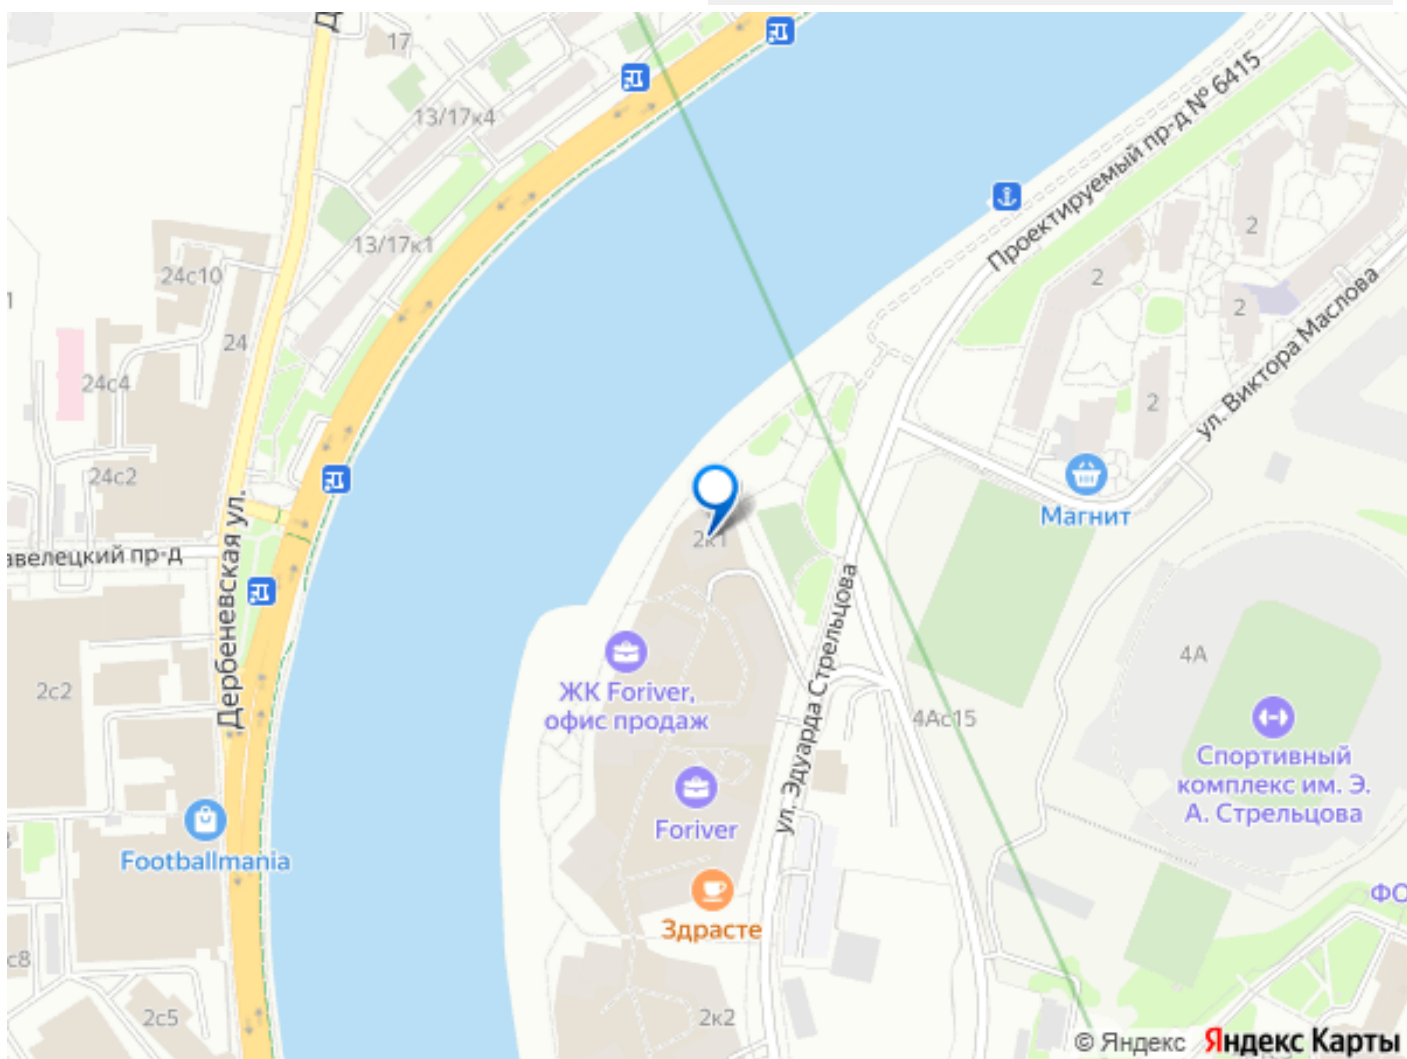 17
13/17к4
13/17к1
24с10
24
24с4
24с2
авелецкий пр-д
Дербеневская ул.
2с2
Footballmania
с8
2с5
Проектируемый пр-д № 6415
2
2
2
2
ул. Виктора Маслова
Магнит
2к1
ЖК Foriver,
офис продаж
Foriver
ул. Эдуарда Стрельцова
Здрасте
2к2
4А
4Ас15
Спортивный
комплекс им. Э.
А. Стрельцова
ФО
© Яндекс Яндекс Карты